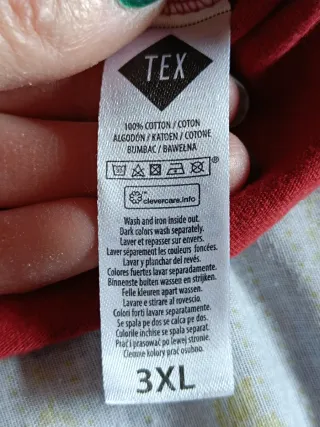 TEX
100% COTTON / COTON
ALGODÓN / KATOEN / COTONE
BUMBAC / BAWEŁNA
®
clevercare.info
Wash and iron inside out.
Dark colors wash separately.
Laver et repasser sur envers.
Laver séparement les couleurs foncées.
Lavar y planchar del revés.
Colores fuertes lavar separadamente.
Binnenste buiten wassen en strijken.
Felle kleuren apart wassen.
Lavare e stirare al rovescio.
Colori forti lavare separatamente.
Se spala pe dos se calca pe dos.
Colorile inchise se spala separat.
Prać i prasować po lewej stronie.
Ciemne kolory prać osobno.
3XL